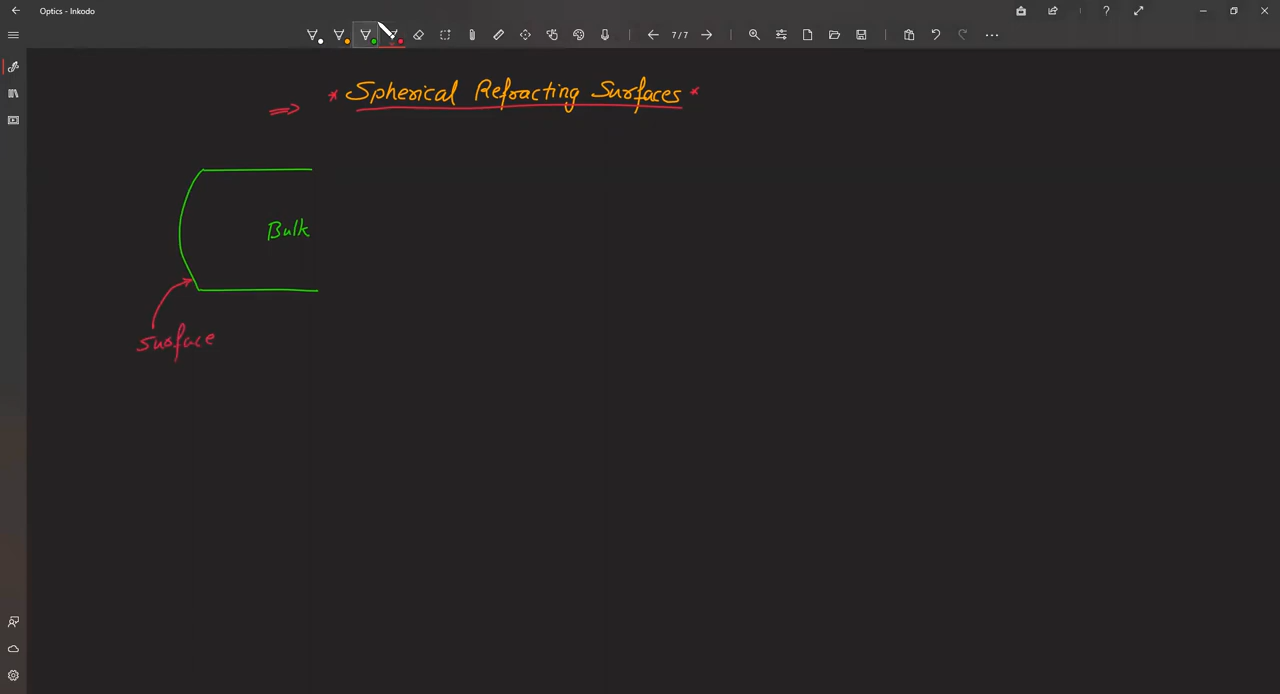 Optics - Inkodo
7/7
* Spherical Refracting Surfaces *
Bulk
Surface